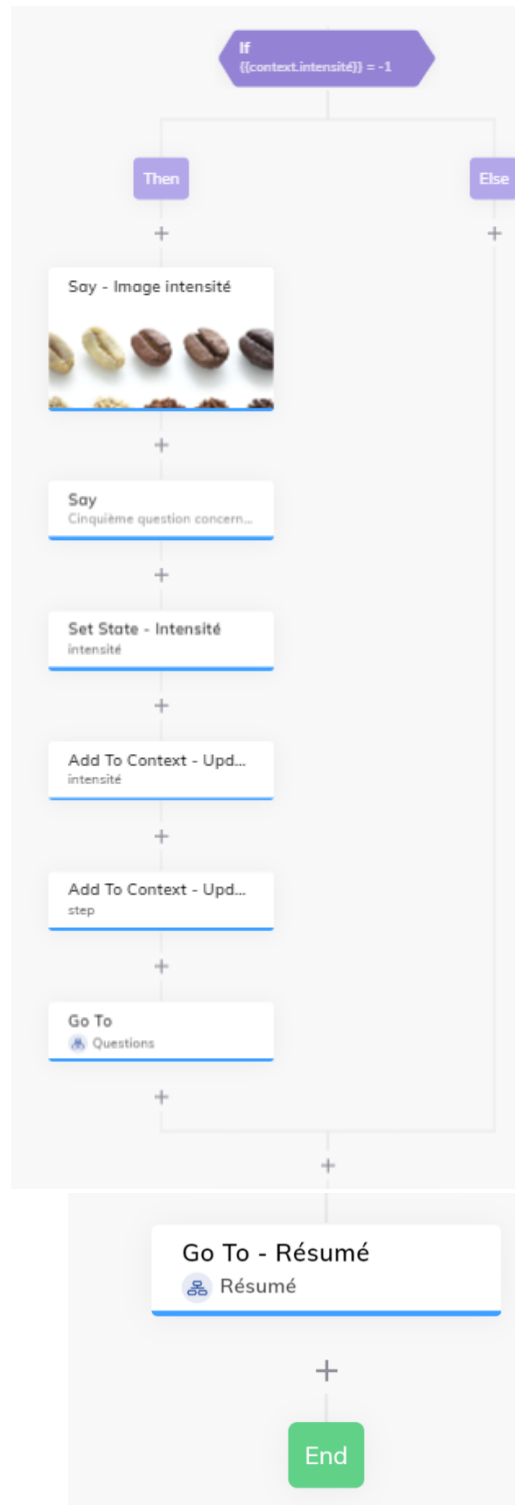 If
{{context.intensité}} = -1
Then
Else
Say - Image intensité
Say
Cinquième question concern...
Set State - Intensité
intensité
Add To Context - Upd...
intensité
Add To Context - Upd...
step
Go To
Questions
Go To - Résumé
Résumé
End